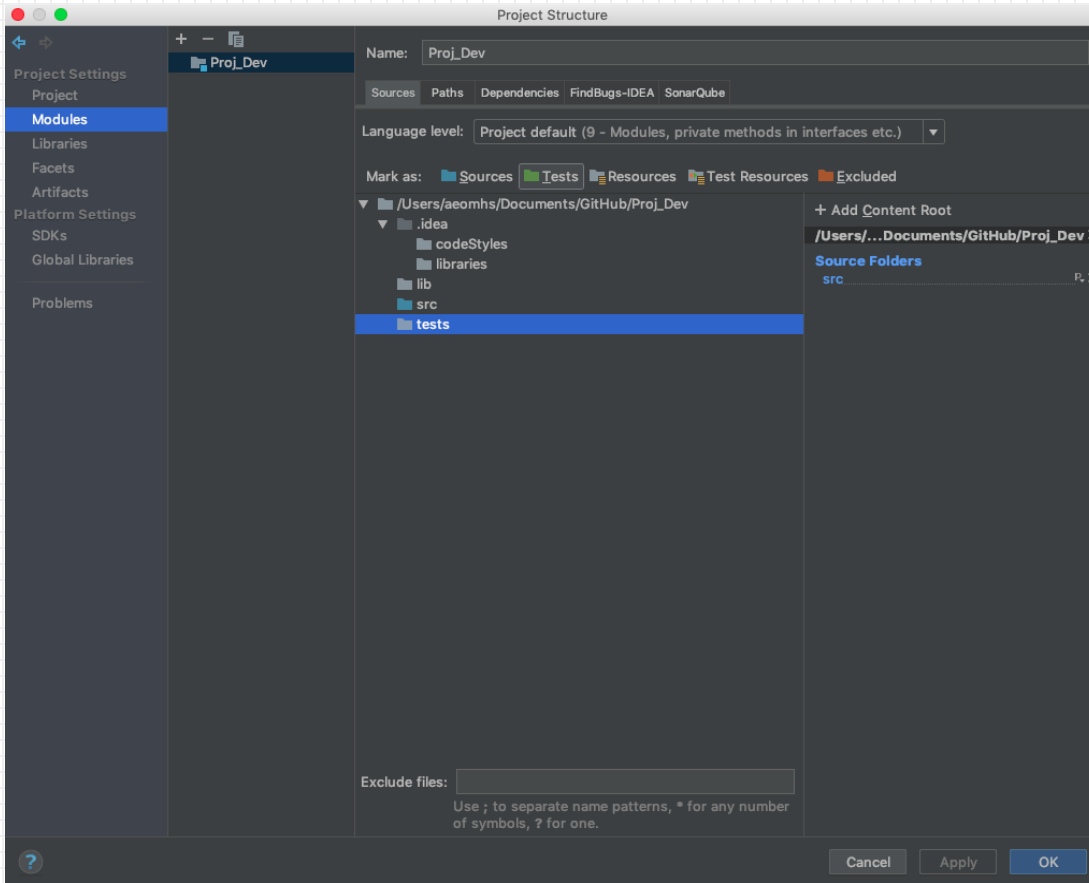 Project Structure
Project Settings
Project
Modules
Libraries
Facets
Artifacts
Platform Settings
SDKs
Global Libraries
Problems
Proj_Dev
Name: Proj_Dev
Sources Paths Dependencies FindBugs-IDEA SonarQube
Language level: Project default (9 - Modules, private methods in interfaces etc.)
Mark as: Sources Tests Resources Test Resources Excluded
/Users/aeomhs/Documents/GitHub/Proj_Dev
.idea
codeStyles
libraries
lib
src
tests
+ Add Content Root
/Users/...Documents/GitHub/Proj_Dev
Source Folders
src
Exclude files:
Use ; to separate name patterns, * for any number
of symbols, ? for one.
?
Cancel Apply OK